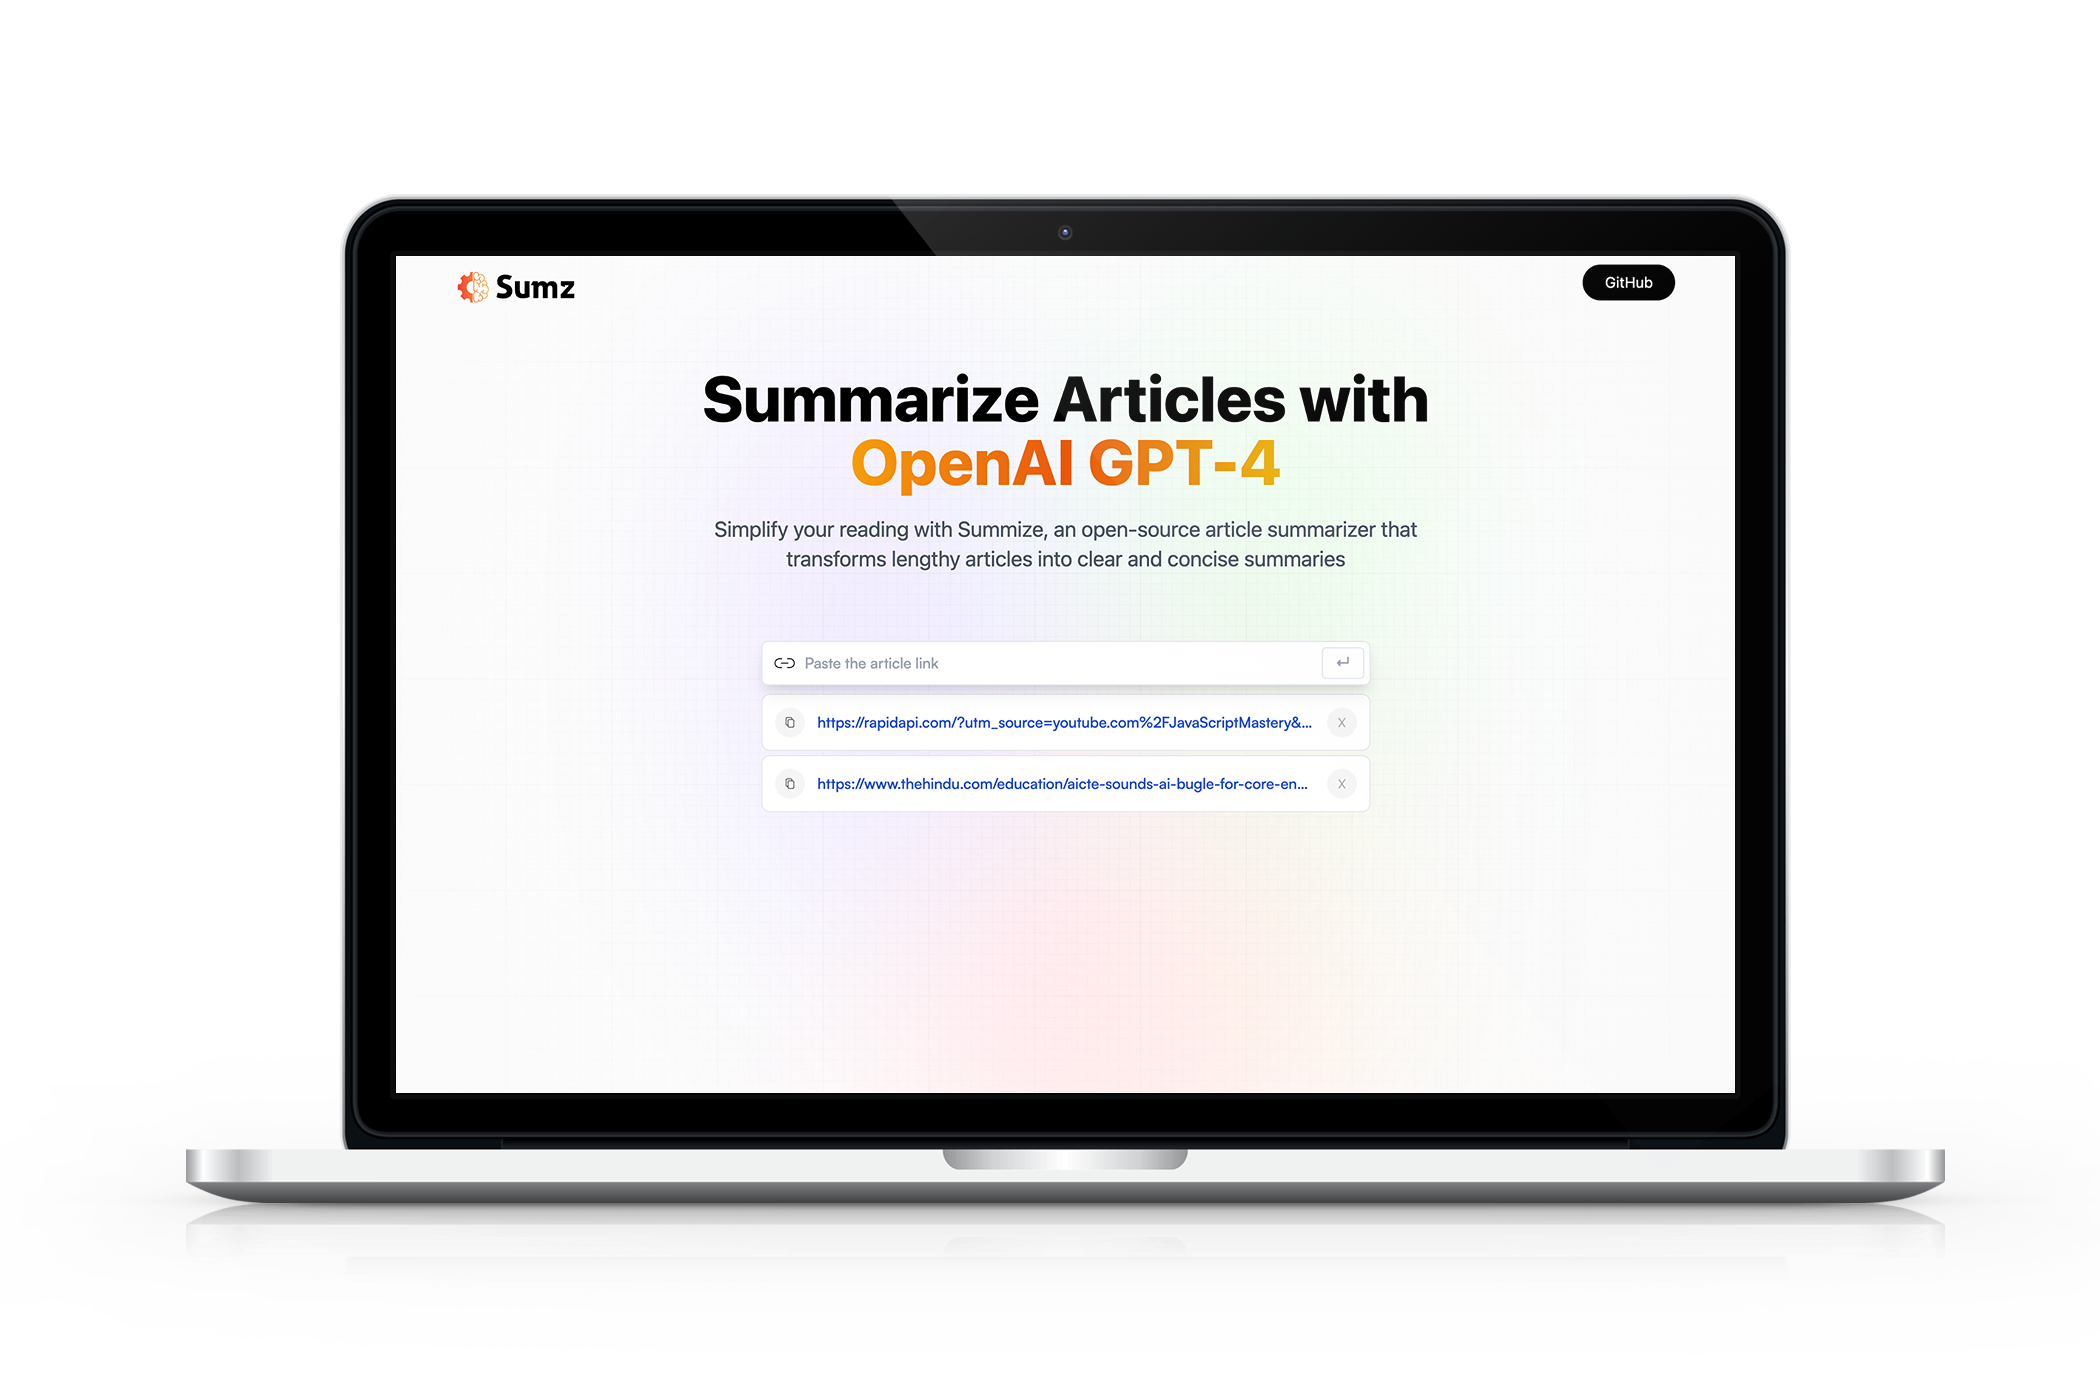 Sumz
GitHub
Summarize Articles with
OpenAI GPT-4
Simplify your reading with Summize, an open-source article summarizer that
transforms lengthy articles into clear and concise summaries
Paste the article link
https://rapidapi.com/?utm_source=youtube.com%2FJavaScriptMastery&...
X
https://www.thehindu.com/education/aicte-sounds-ai-bugle-for-core-en...
X